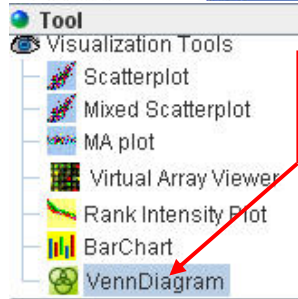 Tool
Visualization Tools
Scatterplot
Mixed Scatterplot
MA plot
Virtual Array Viewer
Rank Intensity Plot
BarChart
VennDiagram